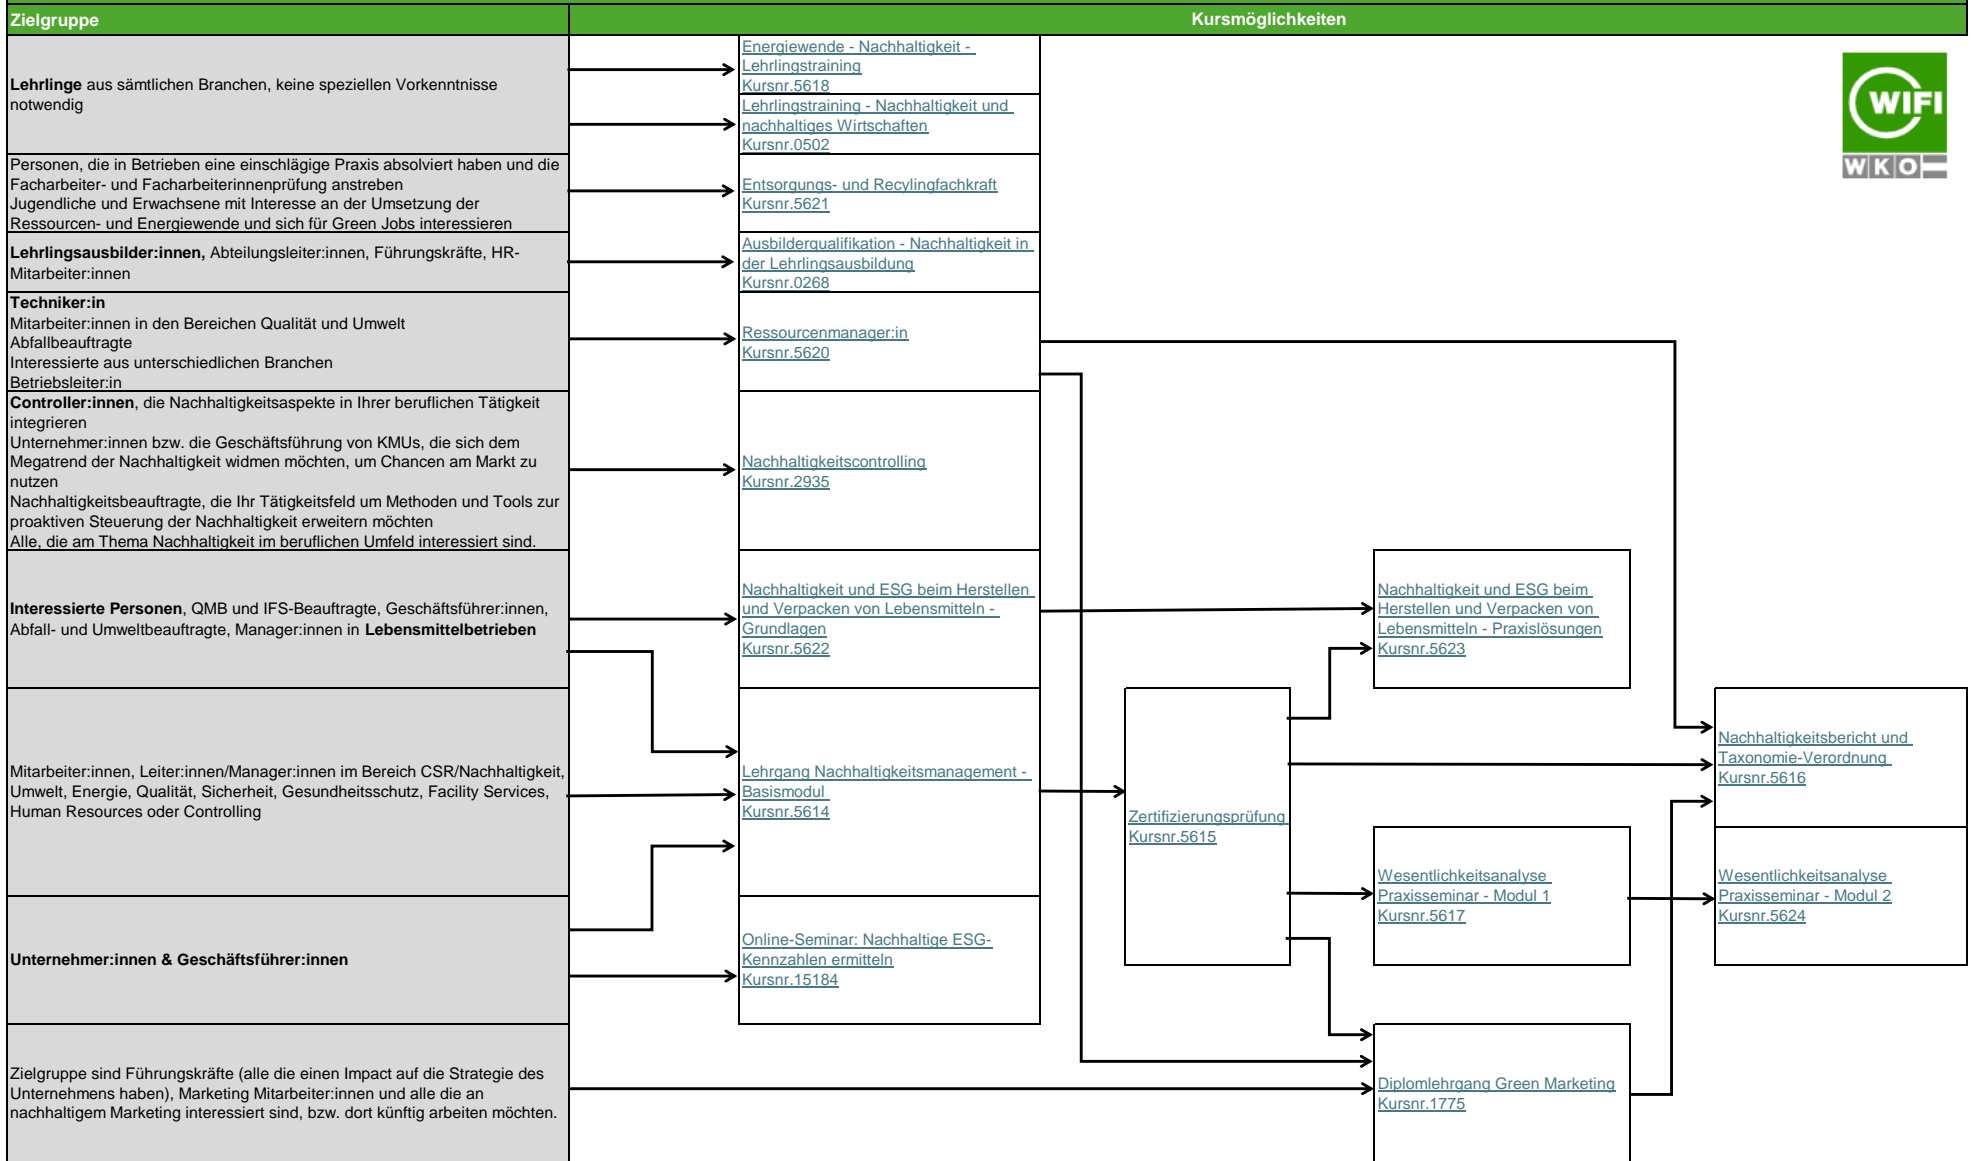 Zielgruppe
Kursmöglichkeiten
Lehrlinge aus sämtlichen Branchen, keine speziellen Vorkenntnisse
notwendig
Energiewende - Nachhaltigkeit -
Lehrlingstraining
Kursnr.5618
Lehrlingstraining - Nachhaltigkeit und
nachhaltiges Wirtschaften
Kursnr.0502
WIFI
WKO
Personen, die in Betrieben eine einschlägige Praxis absolviert haben und die
Facharbeiter- und Facharbeiterinnenprüfung anstreben
Jugendliche und Erwachsene mit Interesse an der Umsetzung der
Ressourcen- und Energiewende und sich für Green Jobs interessieren
Entsorgungs- und Recylingfachkraft
Kursnr.5621
Lehrlingsausbilder:innen, Abteilungsleiter:innen, Führungskräfte, HR-
Mitarbeiter:innen
Ausbilderqualifikation - Nachhaltigkeit in
der Lehrlingsausbildung
Kursnr.0268
Techniker:in
Mitarbeiter:innen in den Bereichen Qualität und Umwelt
Abfallbeauftragte
Interessierte aus unterschiedlichen Branchen
Betriebsleiter:in
Ressourcenmanager:in
Kursnr.5620
Controller:innen, die Nachhaltigkeitsaspekte in Ihrer beruflichen Tätigkeit
integrieren
Unternehmer:innen bzw. die Geschäftsführung von KMUs, die sich dem
Megatrend der Nachhaltigkeit widmen möchten, um Chancen am Markt zu
nutzen
Nachhaltigkeitsbeauftragte, die Ihr Tätigkeitsfeld um Methoden und Tools zur
proaktiven Steuerung der Nachhaltigkeit erweitern möchten
Alle, die am Thema Nachhaltigkeit im beruflichen Umfeld interessiert sind.
Nachhaltigkeitscontrolling
Kursnr.2935
Interessierte Personen, QMB und IFS-Beauftragte, Geschäftsführer:innen,
Abfall- und Umweltbeauftragte, Manager:innen in Lebensmittelbetrieben
Nachhaltigkeit und ESG beim Herstellen
und Verpacken von Lebensmitteln -
Grundlagen
Kursnr.5622
Nachhaltigkeit und ESG beim
Herstellen und Verpacken von
Lebensmitteln - Praxislösungen
Kursnr.5623
Mitarbeiter:innen, Leiter:innen/Manager:innen im Bereich CSR/Nachhaltigkeit,
Umwelt, Energie, Qualität, Sicherheit, Gesundheitsschutz, Facility Services,
Human Resources oder Controlling
Lehrgang Nachhaltigkeitsmanagement -
Basismodul
Kursnr.5614
Zertifizierungsprüfung
Kursnr.5615
Nachhaltigkeitsbericht und
Taxonomie-Verordnung
Kursnr.5616
Wesentlichkeitsanalyse
Praxisseminar - Modul 1
Kursnr.5617
Wesentlichkeitsanalyse
Praxisseminar - Modul 2
Kursnr.5624
Unternehmer:innen & Geschäftsführer:innen
Online-Seminar: Nachhaltige ESG-
Kennzahlen ermitteln
Kursnr.15184
Zielgruppe sind Führungskräfte (alle die einen Impact auf die Strategie des
Unternehmens haben), Marketing Mitarbeiter:innen und alle die an
nachhaltigem Marketing interessiert sind, bzw. dort künftig arbeiten möchten.
Diplomlehrgang Green Marketing
Kursnr.1775